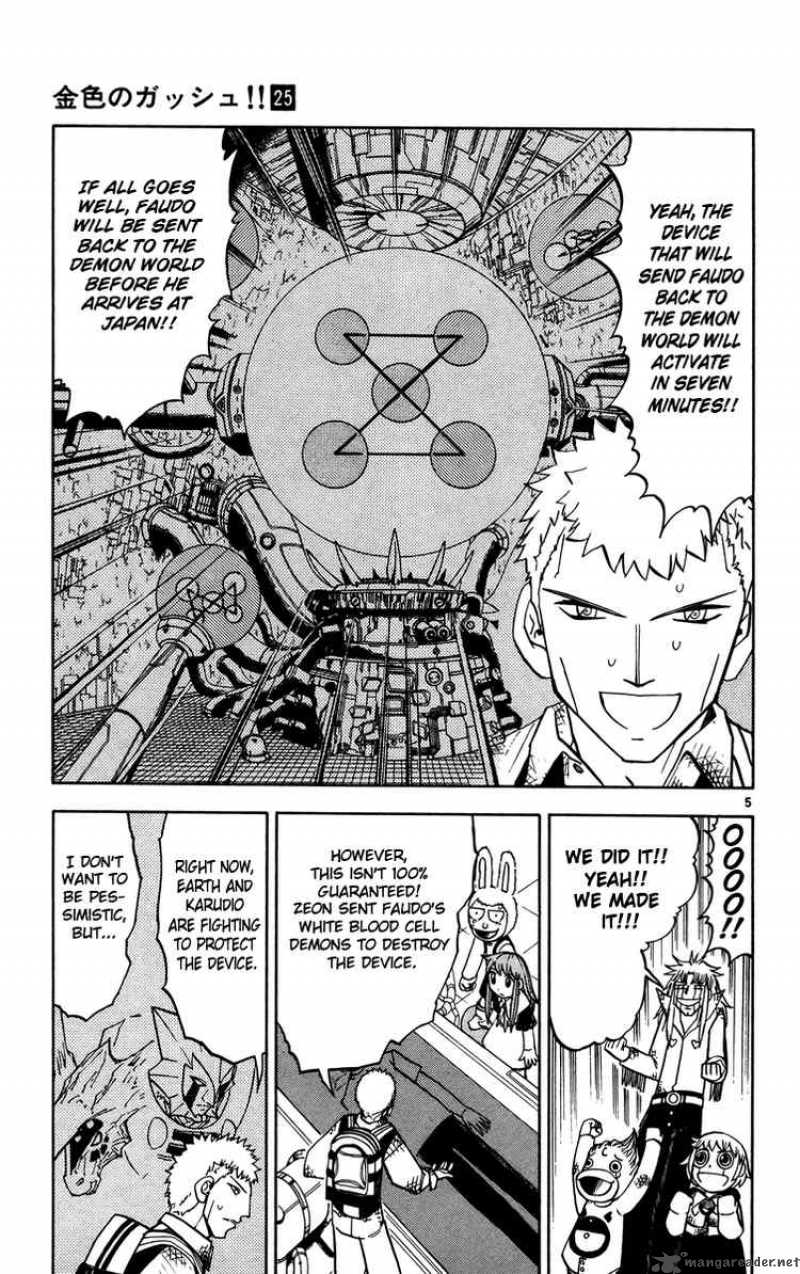 金色のガッシュ!! 25
YEAH, THE
DEVICE
THAT WILL
SEND FAUDO
BACK TO
THE DEMON
WORLD WILL
ACTIVATE
IN SEVEN
MINUTES!!
IF ALL GOES
WELL, FAUDO
WILL BE SENT
BACK TO THE
DEMON WORLD
BEFORE HE
ARRIVES AT
JAPAN!!
5
OOOO!!
WE DID IT!!
YEAH!!
WE MADE
IT!!!
HOWEVER,
THIS ISN'T 100%
GUARANTEED!
ZEON SENT FAUDO'S
WHITE BLOOD CELL
DEMONS TO DESTROY
THE DEVICE.
RIGHT NOW,
EARTH AND
KARUDIO
ARE FIGHTING
TO PROTECT
THE DEVICE.
I DON'T
WANT TO
BE PES-
SIMISTIC,
BUT...
mangareader.net